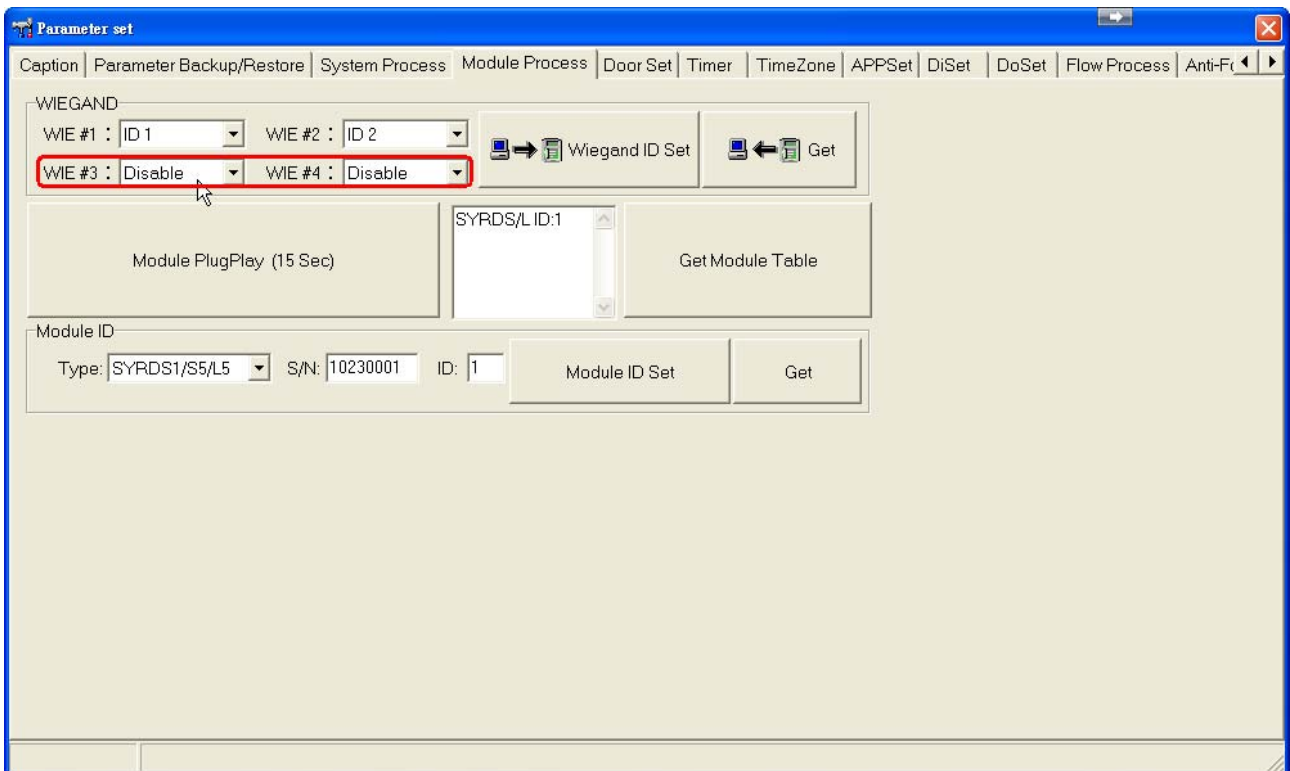 Parameter set
Caption Parameter Backup/Restore System Process Module Process Door Set Timer TimeZone APPSet DiSet DoSet Flow Process Anti-F
WIEGAND
WIE #1 : ID 1 WIE #2 : ID 2 Wiegand ID Set Get
WIE #3 : Disable WIE #4 : Disable
SYRDS/L ID:1
Module PlugPlay (15 Sec) Get Module Table
Module ID
Type: SYRDS1/S5/L5 S/N: 10230001 ID: 1 Module ID Set Get